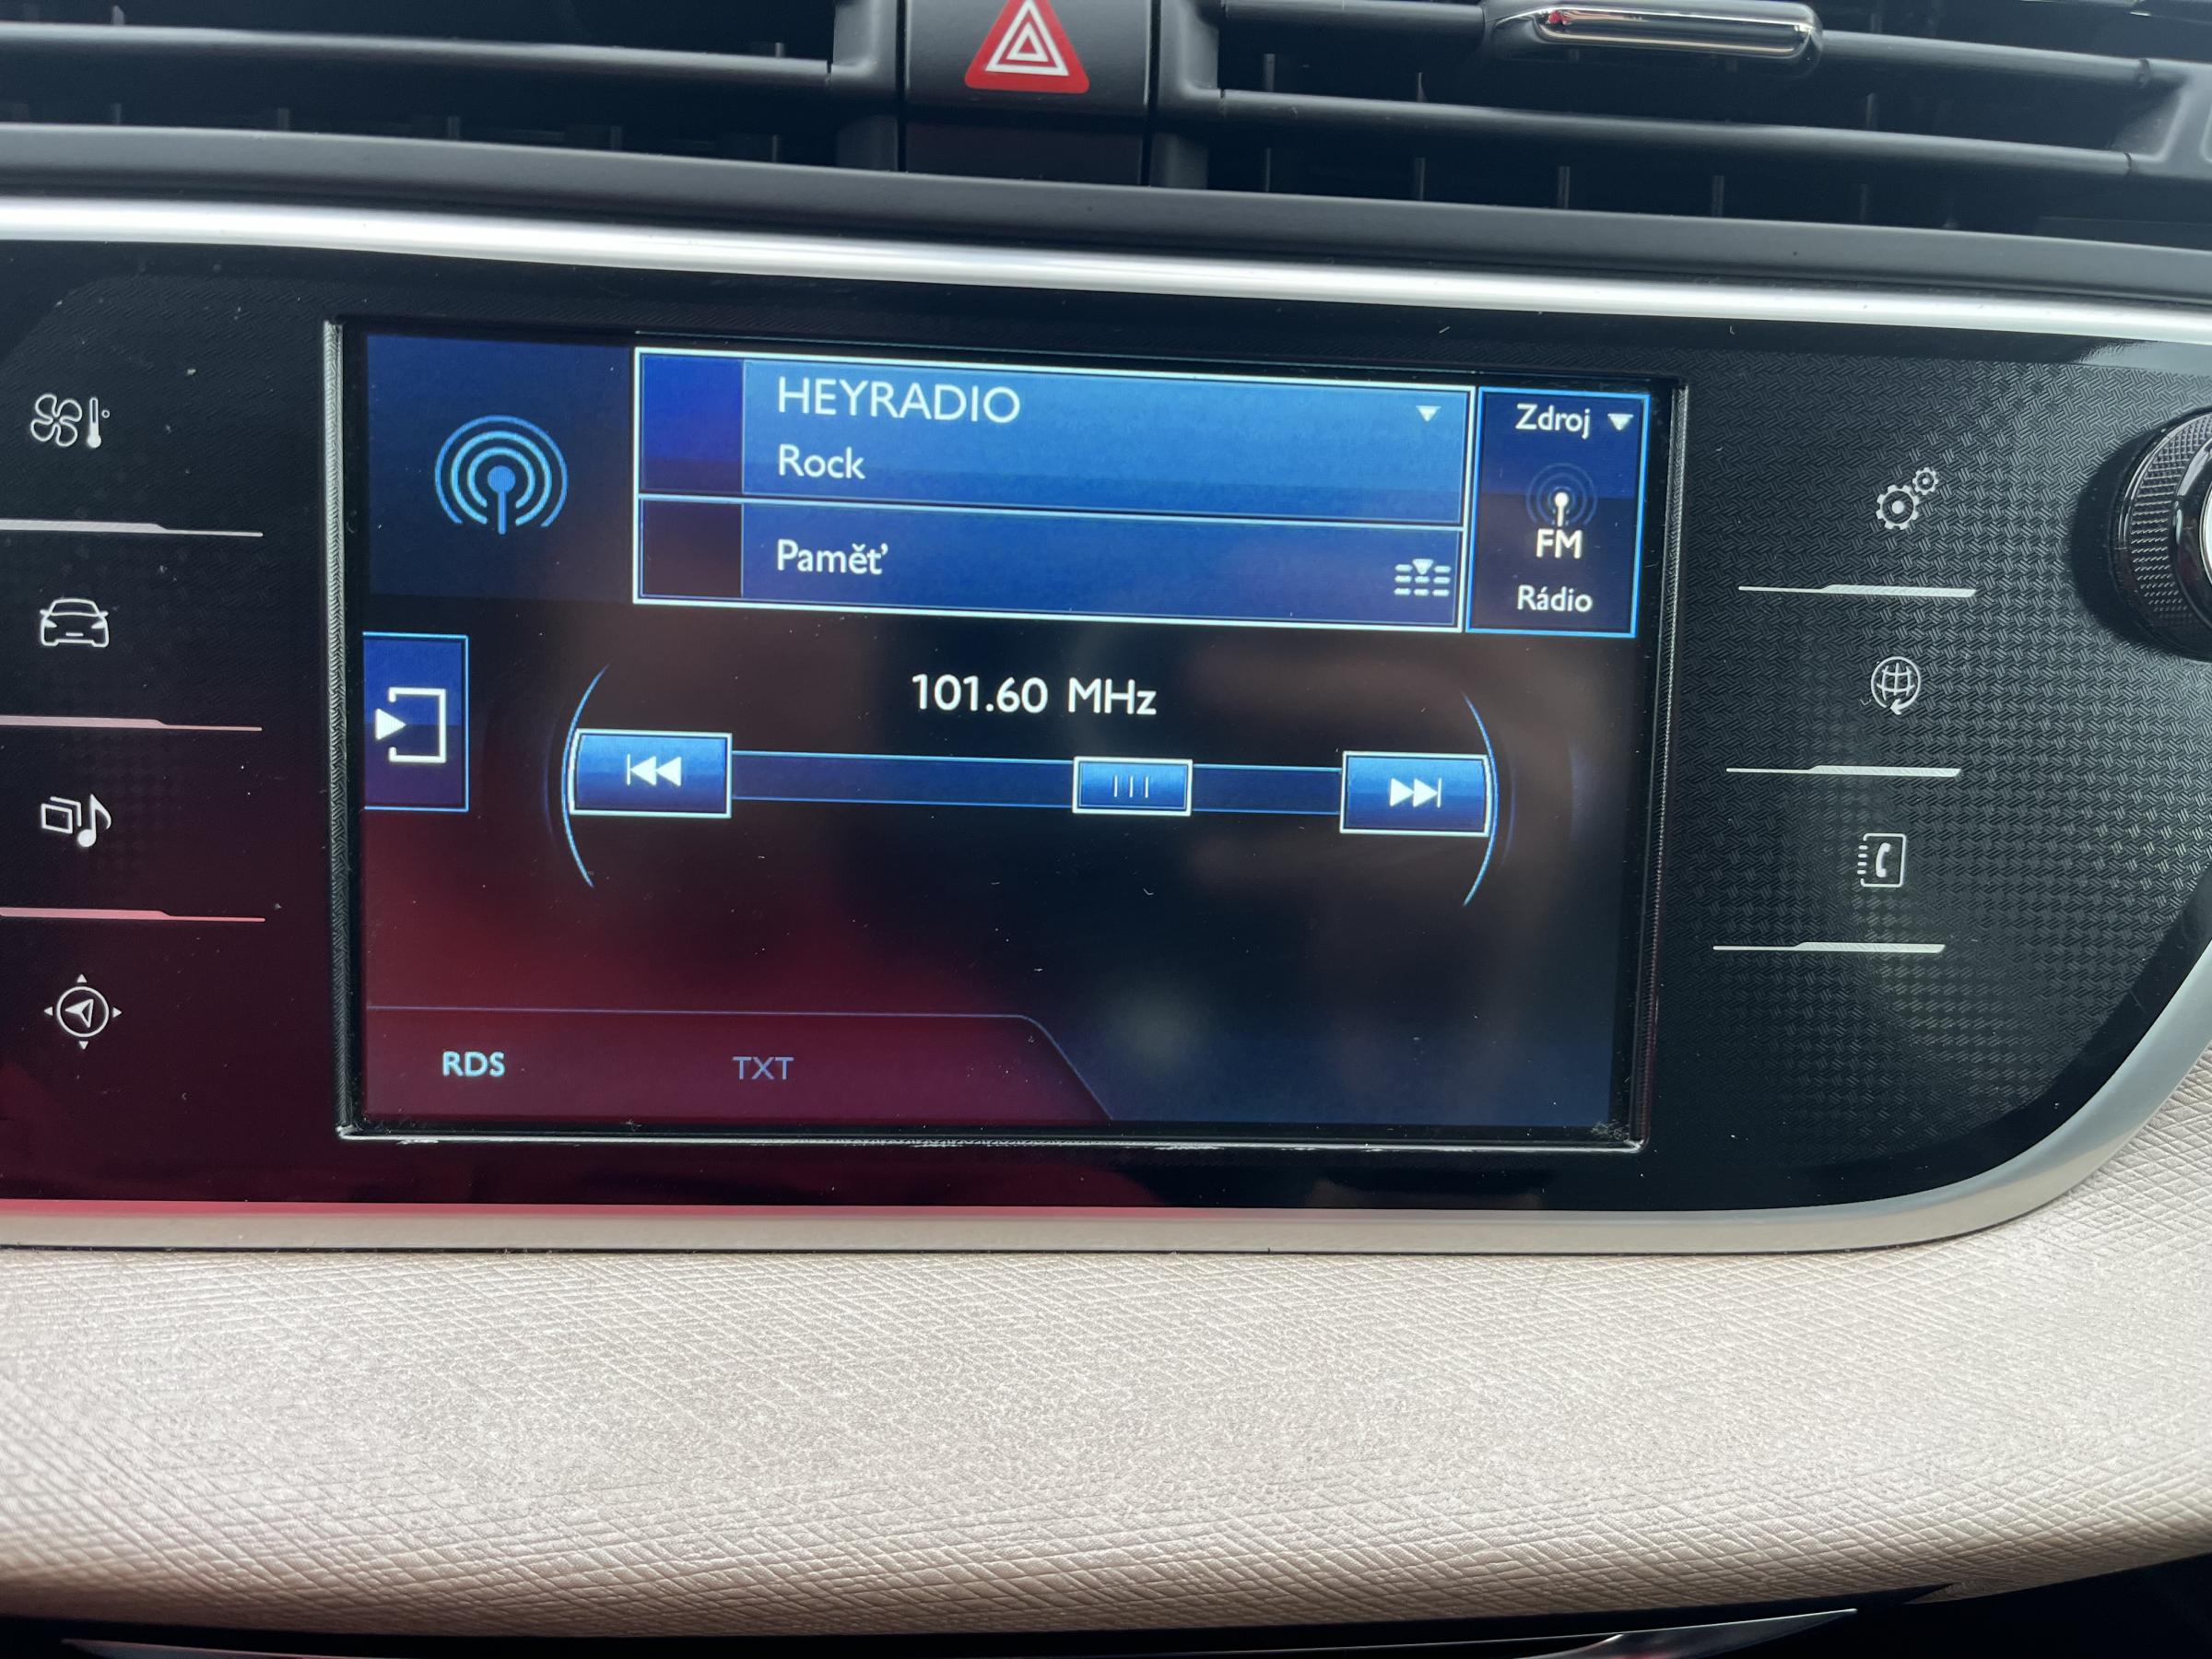 HEYRADIO
Rock
Paměť
Zdroj
FM
Rádio
101.60 MHz
RDS
TXT